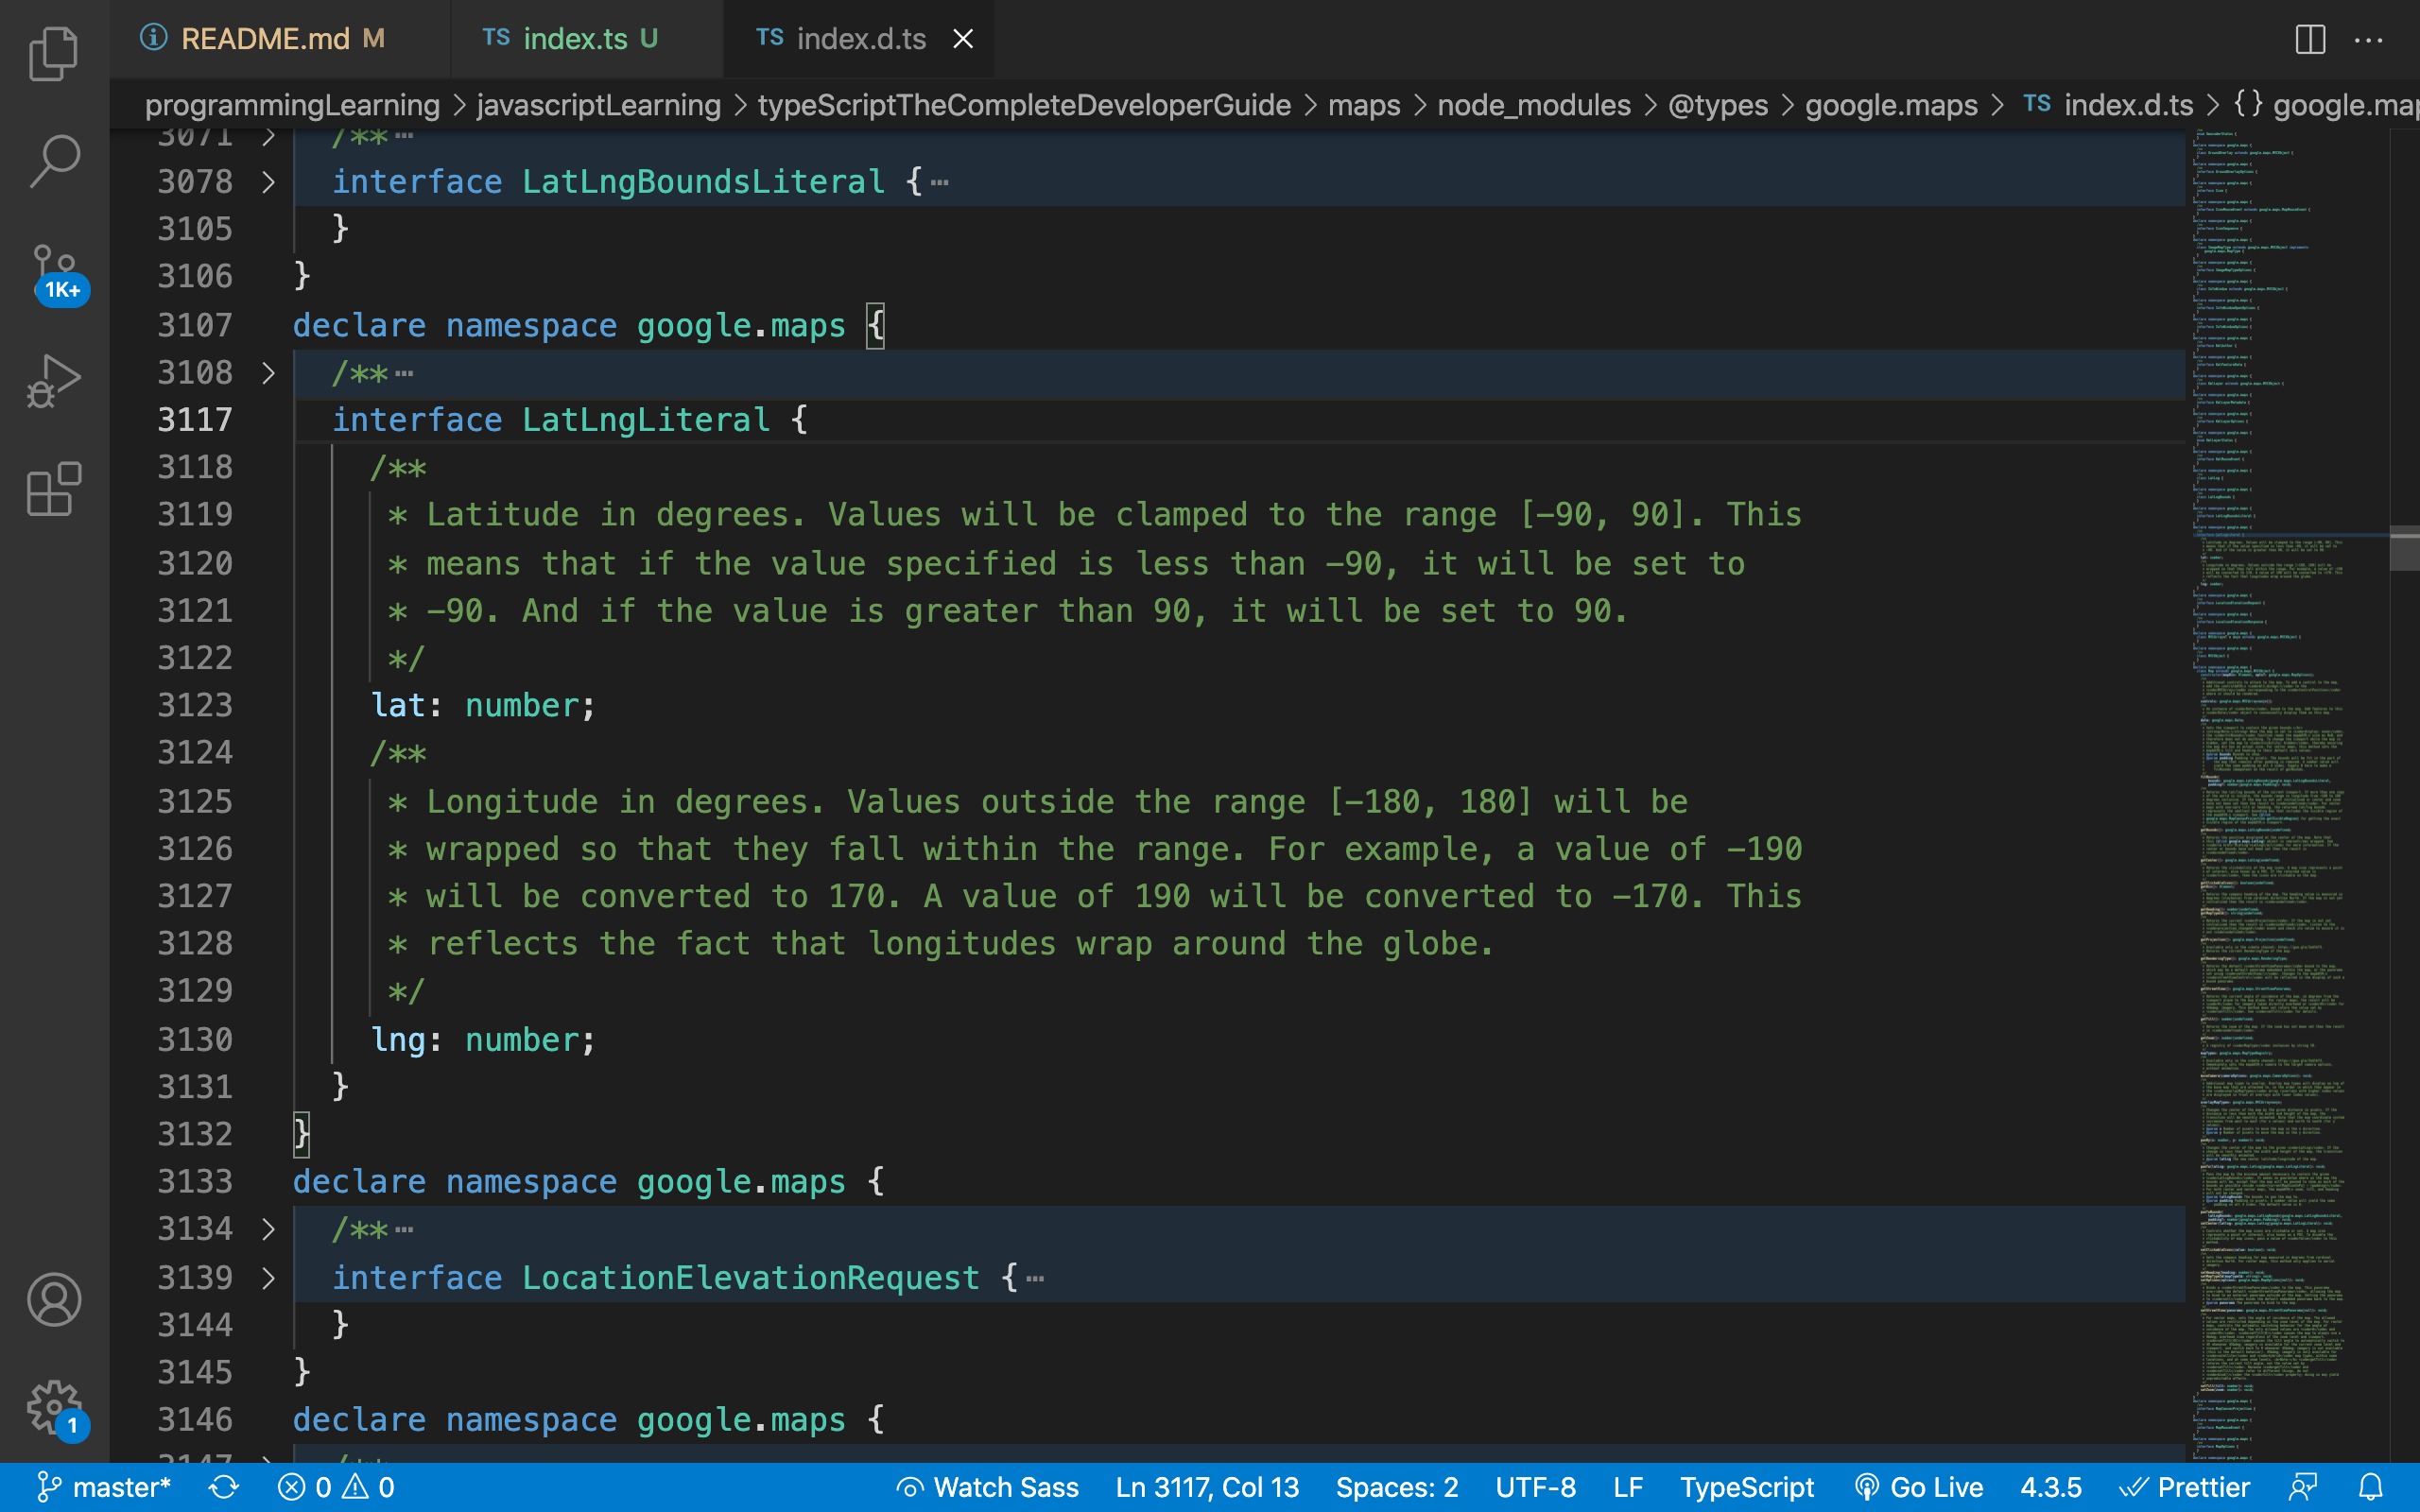 README.md M
TS index.ts U
TS index.d.ts
programmingLearning > javascriptLearning > typeScriptTheCompleteDeveloperGuide > maps > node_modules > @types > google.maps > TS index.d.ts > {} google.map
3071 > /** …
3078 > interface LatLngBoundsLiteral { …
3105 }
3106 }
3107 declare namespace google.maps {
3108 > /** …
3117 interface LatLngLiteral {
3118 /**
3119 * Latitude in degrees. Values will be clamped to the range [-90, 90]. This
3120 * means that if the value specified is less than -90, it will be set to
3121 * -90. And if the value is greater than 90, it will be set to 90.
3122 */
3123 lat: number;
3124 /**
3125 * Longitude in degrees. Values outside the range [-180, 180] will be
3126 * wrapped so that they fall within the range. For example, a value of -190
3127 * will be converted to 170. A value of 190 will be converted to -170. This
3128 * reflects the fact that longitudes wrap around the globe.
3129 */
3130 lng: number;
3131 }
3132 }
3133 declare namespace google.maps {
3134 > /** …
3139 > interface LocationElevationRequest { …
3144 }
3145 }
3146 declare namespace google.maps {
3147 > /**
1K+
1
master* 0 0 Watch Sass Ln 3117, Col 13 Spaces: 2 UTF-8 LF TypeScript Go Live 4.3.5 Prettier